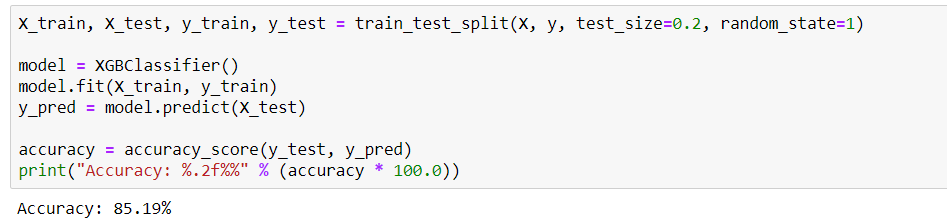 X_train, X_test, y_train, y_test = train_test_split(X, y, test_size=0.2, random_state=1)
model = XGBClassifier()
model.fit(X_train, y_train)
y_pred = model.predict(X_test)
accuracy = accuracy_score(y_test, y_pred)
print("Accuracy: %.2f%%" % (accuracy * 100.0))
Accuracy: 85.19%